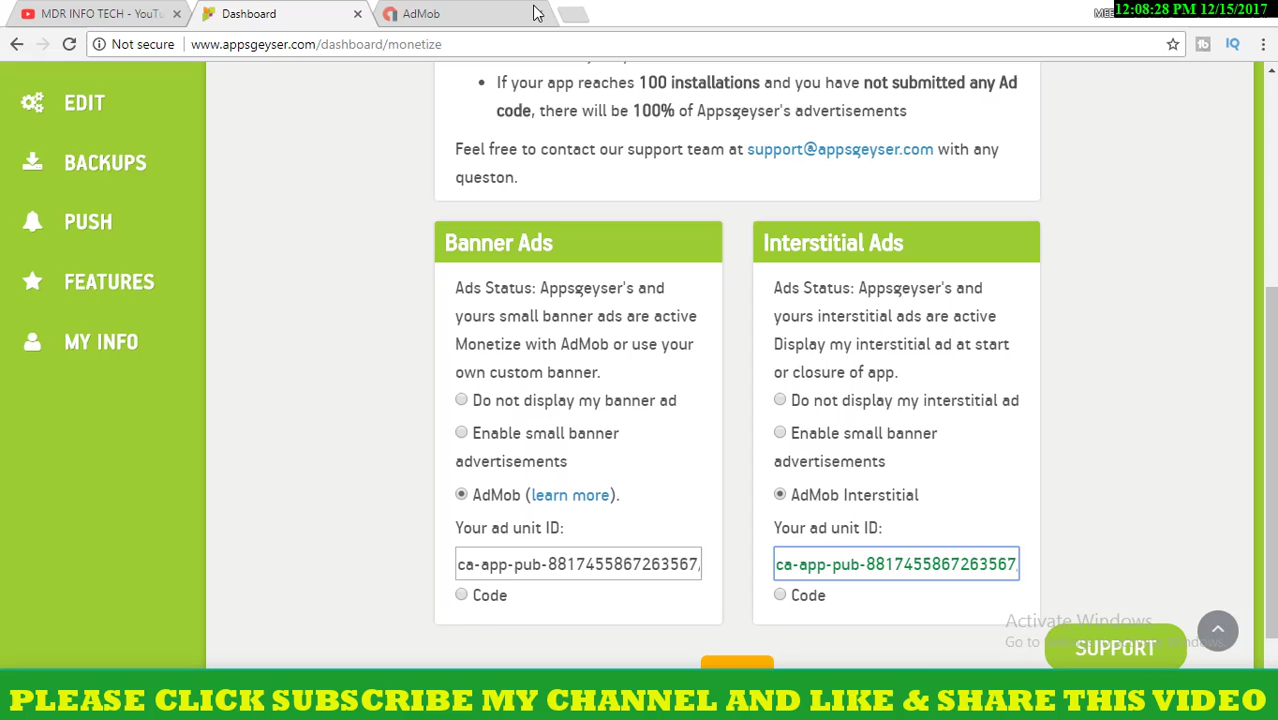 MDR INFO TECH - YouTu
Dashboard
AdMob
12:08:28 PM 12/15/2017
Not secure
www.appsgeyser.com/dashboard/monetize
EDIT
BACKUPS
PUSH
FEATURES
MY INFO
If your app reaches 100 installations and you have not submitted any Ad
code, there will be 100% of Appsgeyser's advertisements
Feel free to contact our support team at support@appsgeyser.com with any
queston.
Banner Ads
Ads Status: Appsgeyser's and
yours small banner ads are active
Monetize with AdMob or use your
own custom banner.
Do not display my banner ad
Enable small banner
advertisements
AdMob (learn more).
Your ad unit ID:
ca-app-pub-8817455867263567/
Code
Interstitial Ads
Ads Status: Appsgeyser's and
yours interstitial ads are active
Display my interstitial ad at start
or closure of app.
Do not display my interstitial ad
Enable small banner
advertisements
AdMob Interstitial
Your ad unit ID:
ca-app-pub-8817455867263567
Code
Activate Windows
SUPPORT
PLEASE CLICK SUBSCRIBE MY CHANNEL AND LIKE & SHARE THIS VIDEO